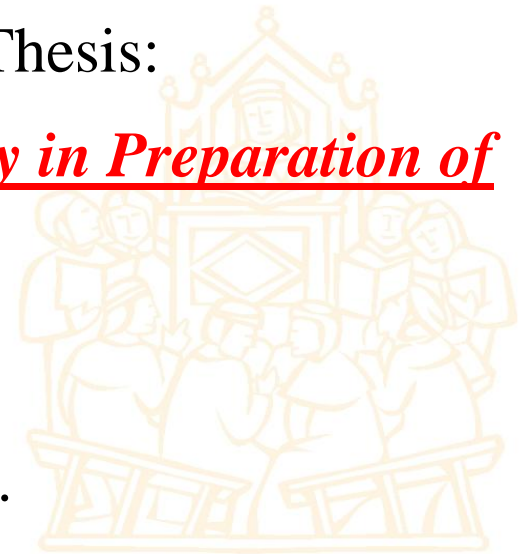 Thesis:
y in Preparation of
.